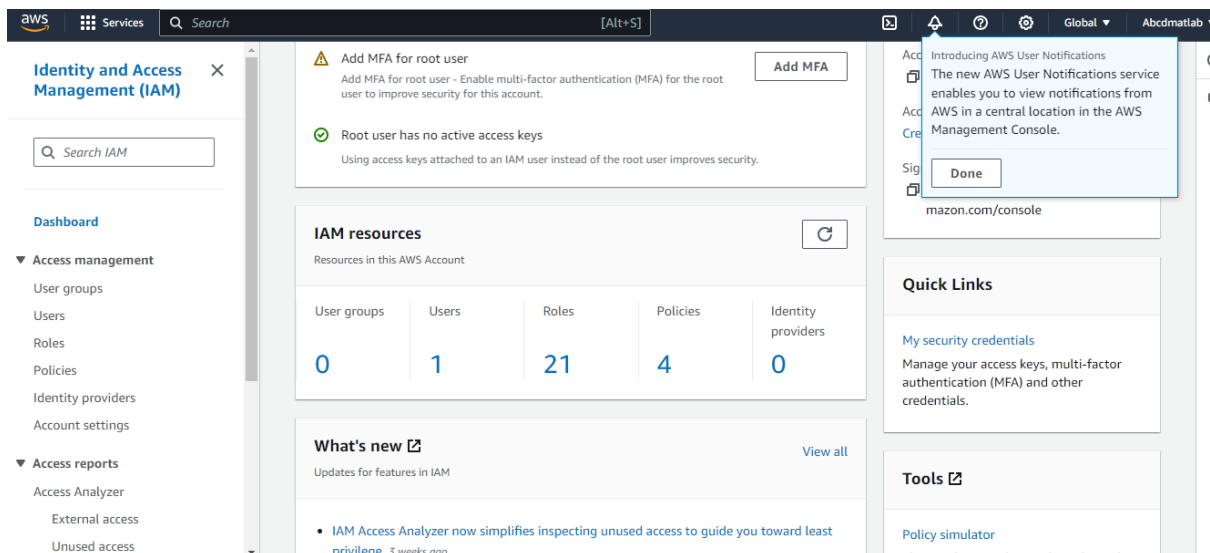 aws
Services
Search
[Alt+S]
Global
Abcdmatlab
Identity and Access
Management (IAM)
Search IAM
Dashboard
Access management
User groups
Users
Roles
Policies
Identity providers
Account settings
Access reports
Access Analyzer
External access
Unused access
Add MFA for root user
Add MFA
Add MFA for root user - Enable multi-factor authentication (MFA) for the root
user to improve security for this account.
Root user has no active access keys
Using access keys attached to an IAM user instead of the root user improves security.
IAM resources
Resources in this AWS Account
User groups
Users
Roles
Policies
Identity
providers
0
1
21
4
0
What's new
View all
Updates for features in IAM
IAM Access Analyzer now simplifies inspecting unused access to guide you toward least
privilege. 3 weeks ago
Introducing AWS User Notifications
The new AWS User Notifications service
enables you to view notifications from
AWS in a central location in the AWS
Management Console.
Done
Acc
Acc
Cre
Sig
mazon.com/console
Quick Links
My security credentials
Manage your access keys, multi-factor
authentication (MFA) and other
credentials.
Tools
Policy simulator